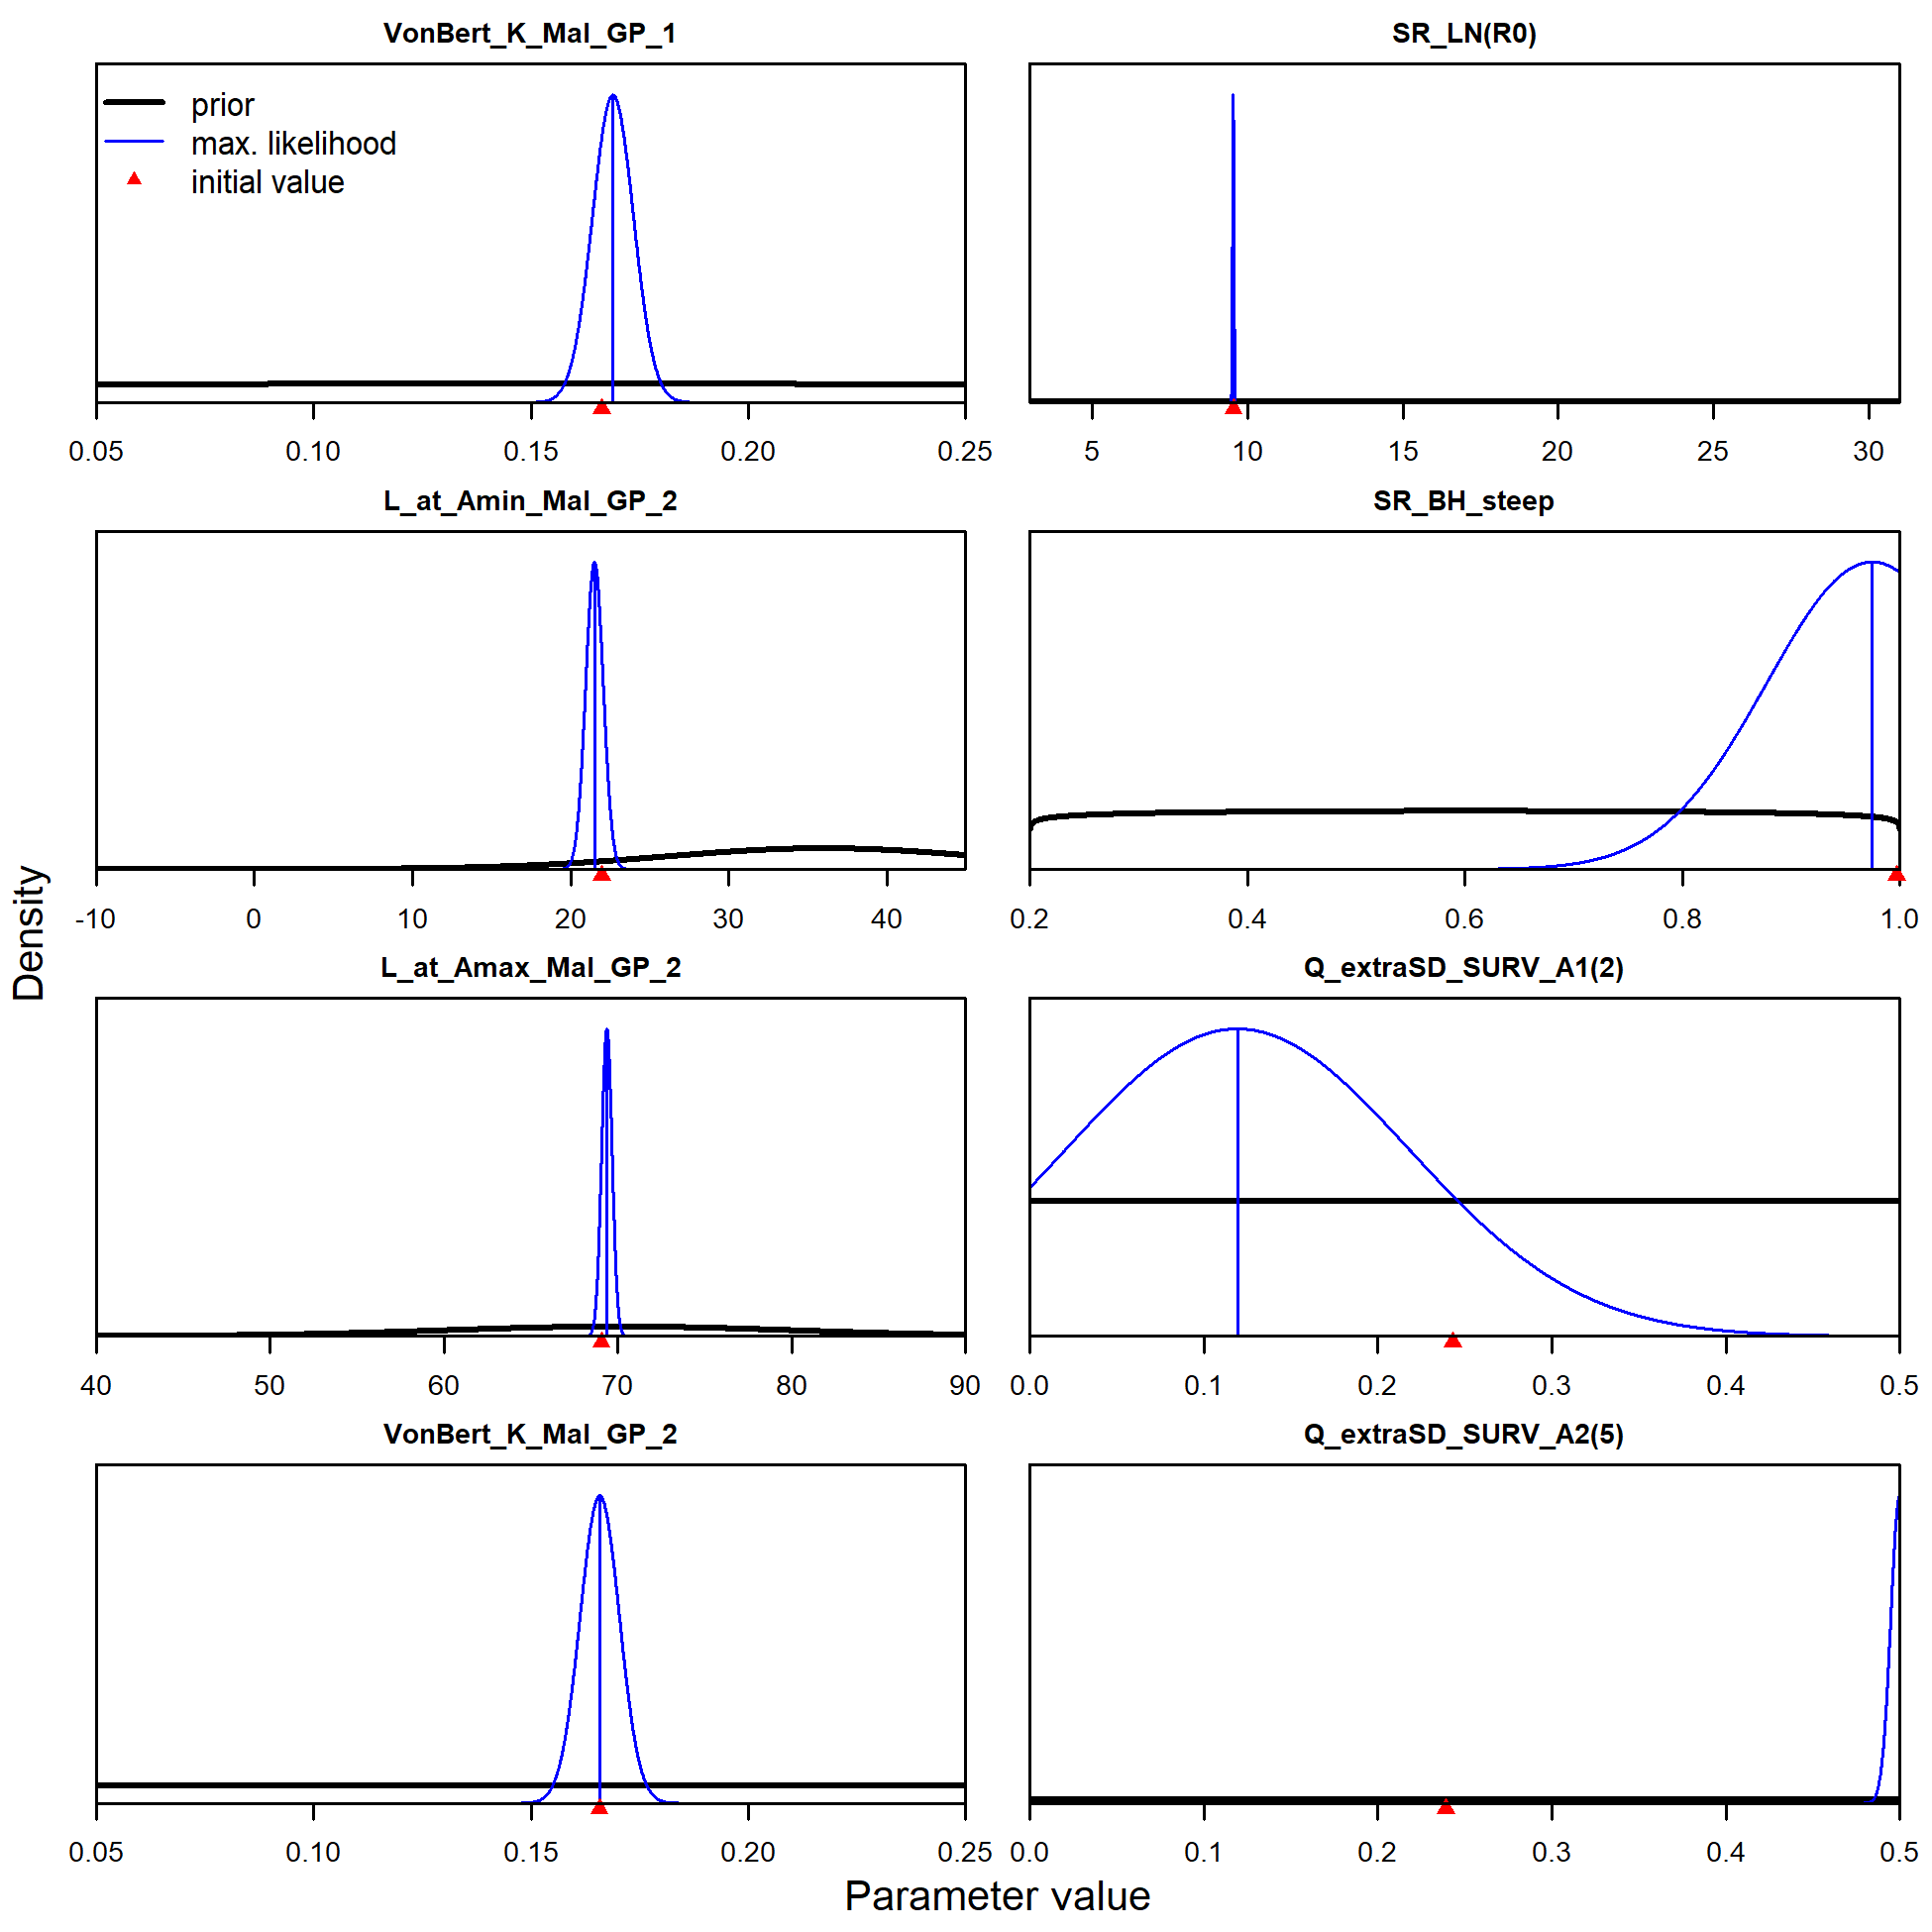 VonBert_K_Mal_GP_1
prior
max. likelihood
initial value
0.05 0.10 0.15 0.20 0.25
SR_LN(R0)
5 10 15 20 25 30
L_at_Amin_Mal_GP_2
-10 0 10 20 30 40
SR_BH_steep
0.2 0.4 0.6 0.8 1.0
L_at_Amax_Mal_GP_2
40 50 60 70 80 90
Q_extraSD_SURV_A1(2)
0.0 0.1 0.2 0.3 0.4 0.5
VonBert_K_Mal_GP_2
0.05 0.10 0.15 0.20 0.25
Q_extraSD_SURV_A2(5)
0.0 0.1 0.2 0.3 0.4 0.5
Density
Parameter value